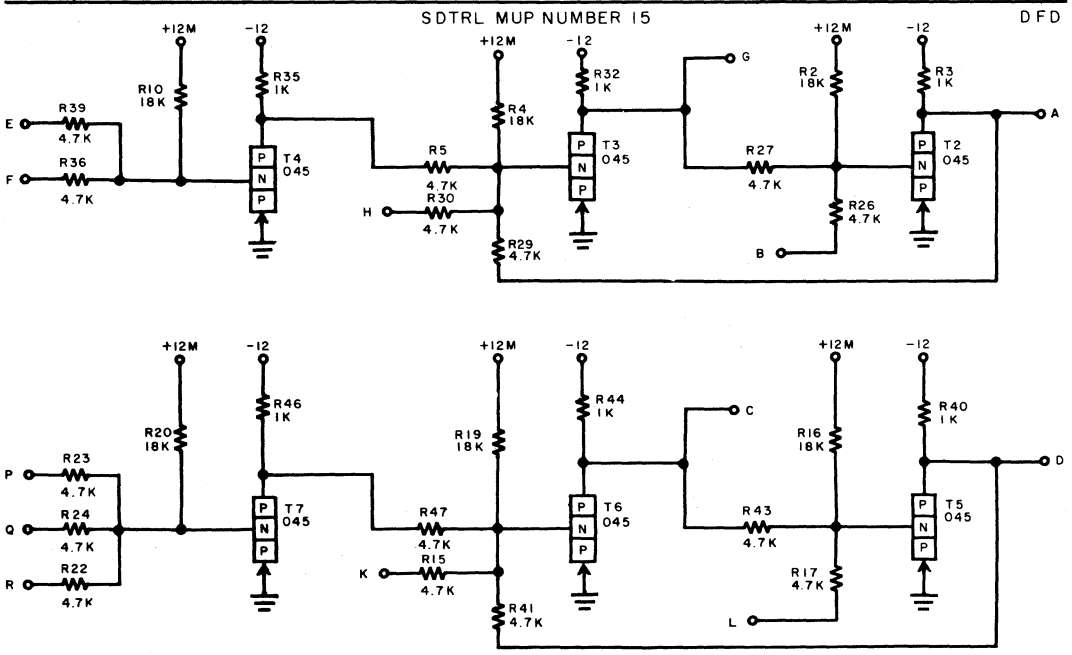 SDTRL MUP NUMBER 15
DFD
+12M
-12
+12M
-12
+12M
-12
R10
18K
R35
1K
R4
18K
R32
1K
G
R2
18K
R3
1K
A
E
R39
4.7K
F
R36
4.7K
P
N
P
T4
045
R5
4.7K
H
R30
4.7K
R29
4.7K
P
N
P
T3
045
R27
4.7K
R26
4.7K
B
P
N
P
T2
045
+12M
-12
+12M
-12
+12M
-12
R20
18K
R46
1K
R19
18K
R44
1K
C
R16
18K
R40
1K
D
P
R23
4.7K
Q
R24
4.7K
R
R22
4.7K
P
N
P
T7
045
R47
4.7K
K
R15
4.7K
R41
4.7K
P
N
P
T6
045
R43
4.7K
R17
4.7K
L
P
N
P
T5
045